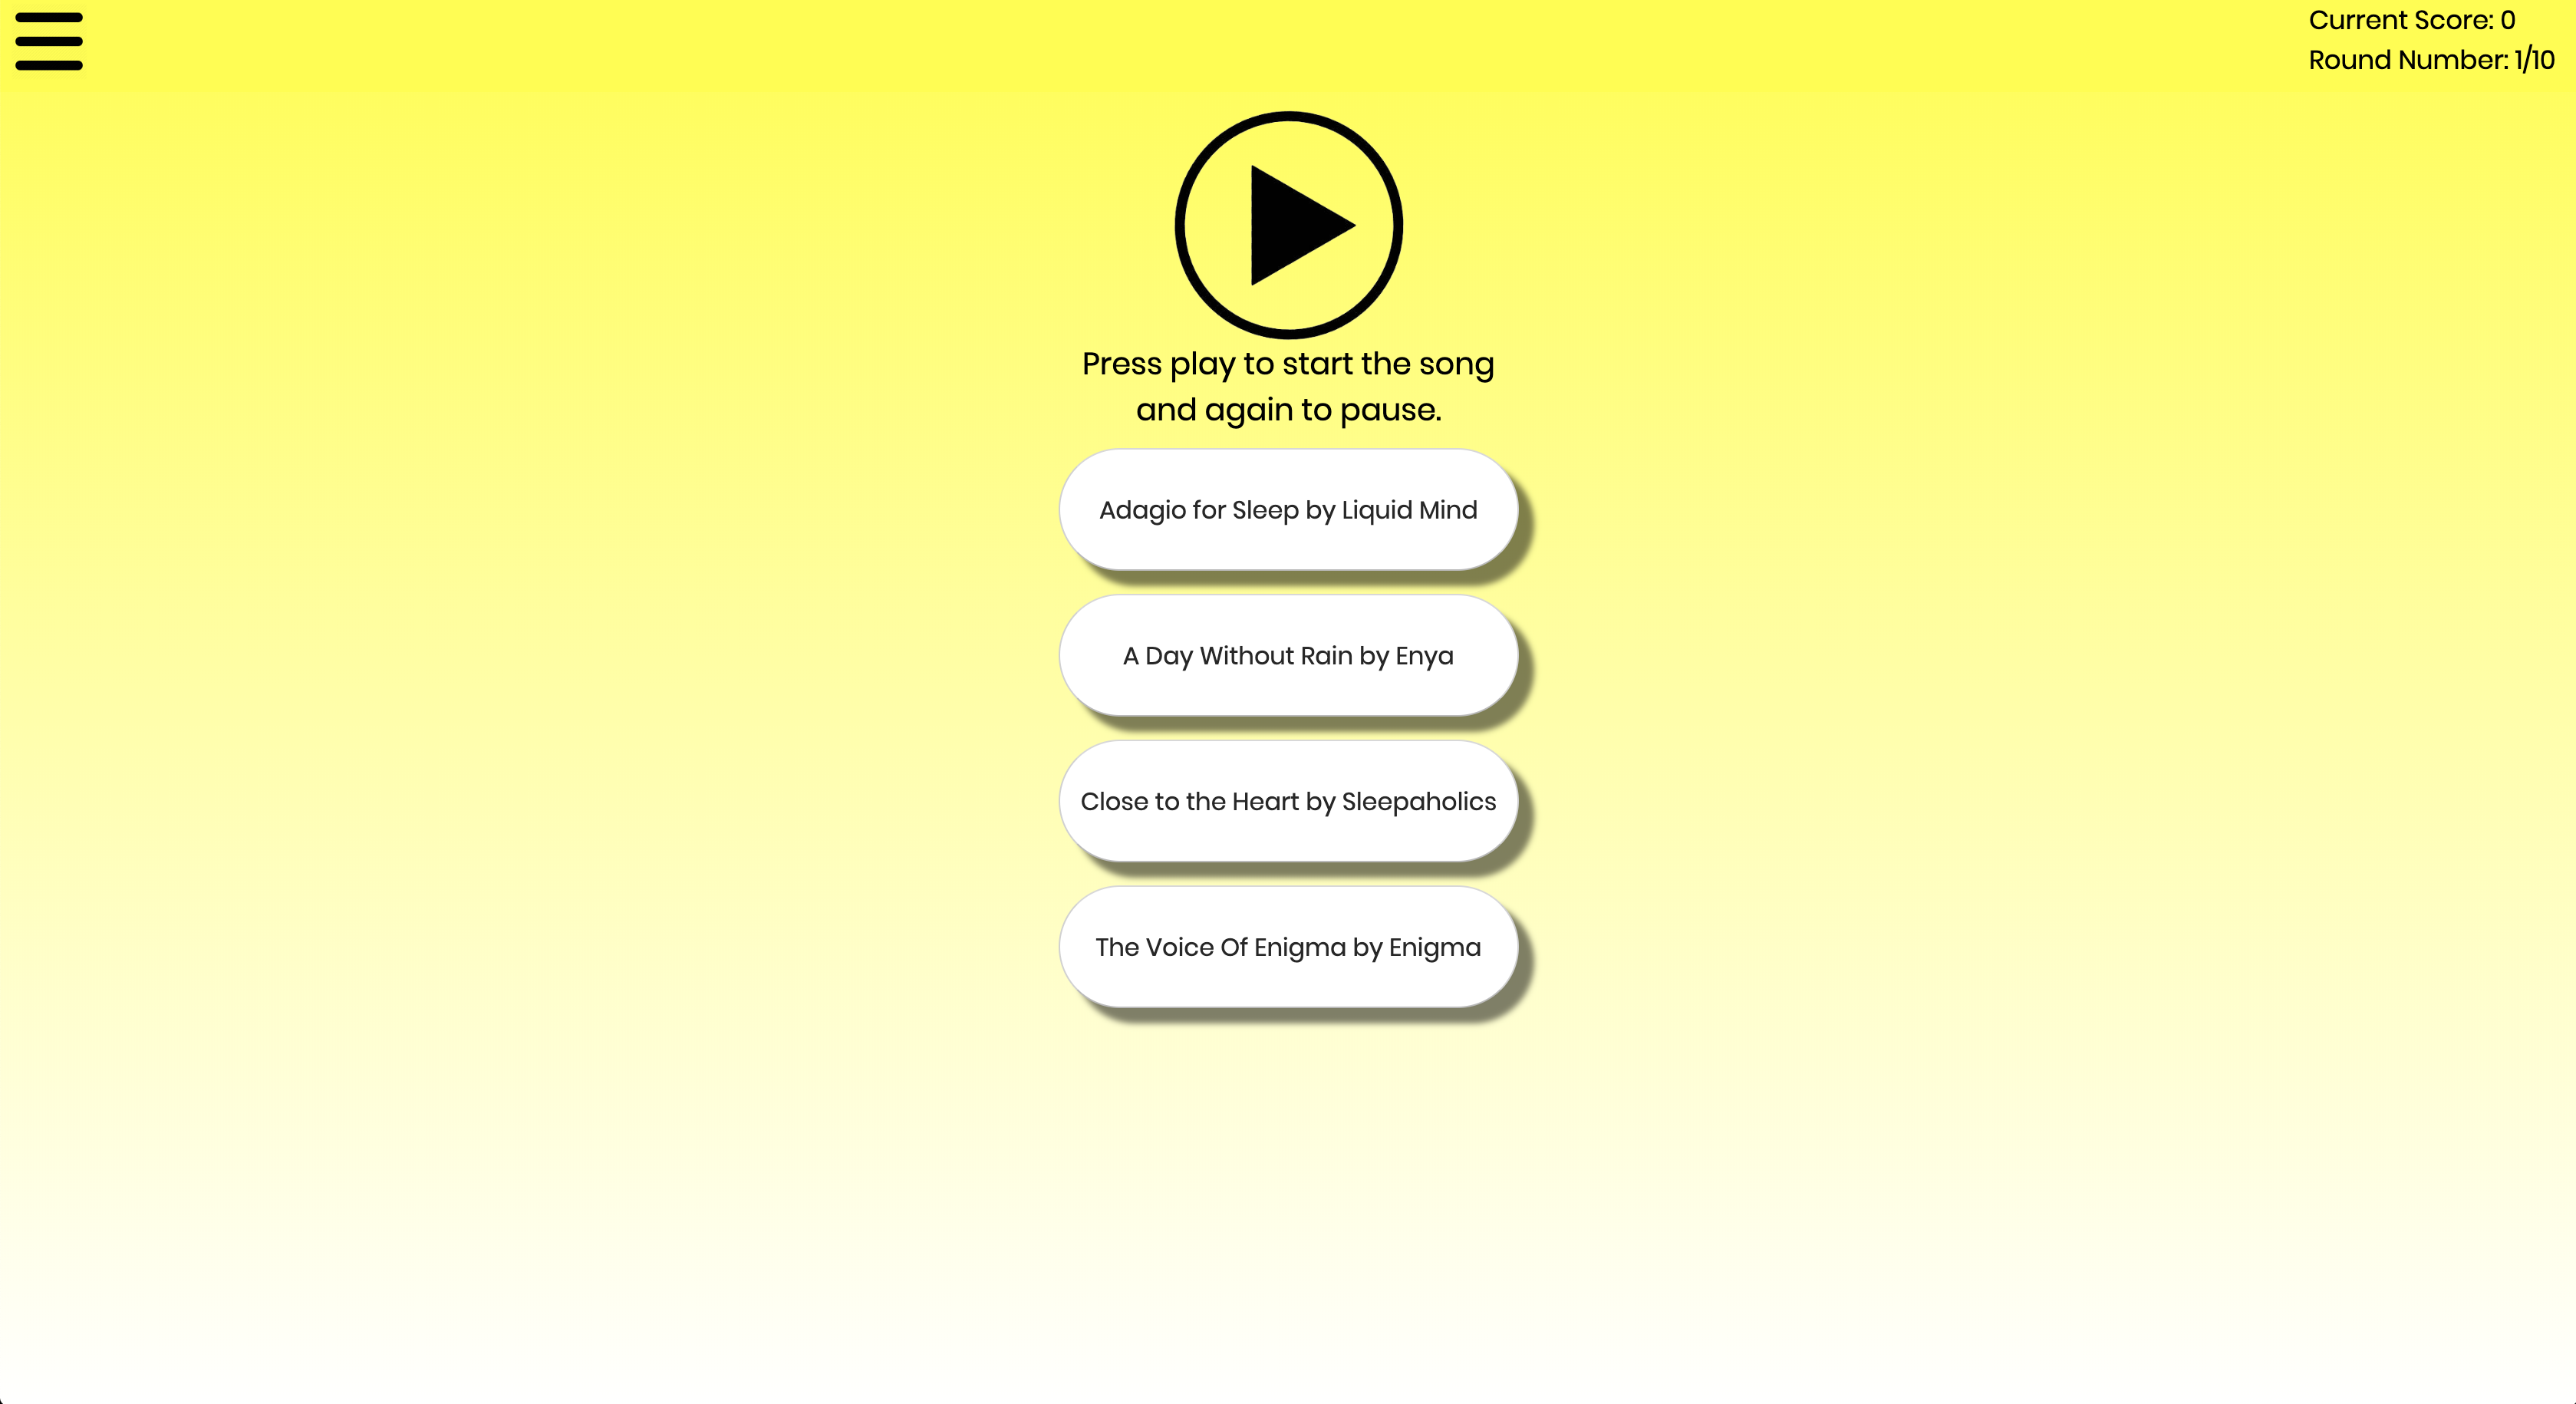 Current Score: 0
Round Number: 1/10
Press play to start the song
and again to pause.
Adagio for Sleep by Liquid Mind
A Day Without Rain by Enya
Close to the Heart by Sleepaholics
The Voice Of Enigma by Enigma